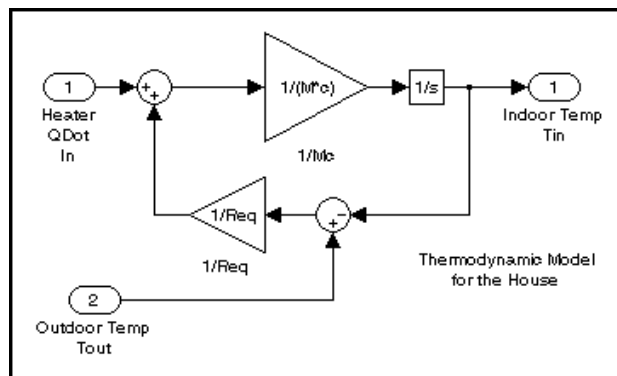 1
Heater
QDot
In
+
+
1/(M*c)
1/Mc
1/s
1
Indoor Temp
Tin
1/Req
1/Req
−
+
Thermodynamic Model
for the House
2
Outdoor Temp
Tout